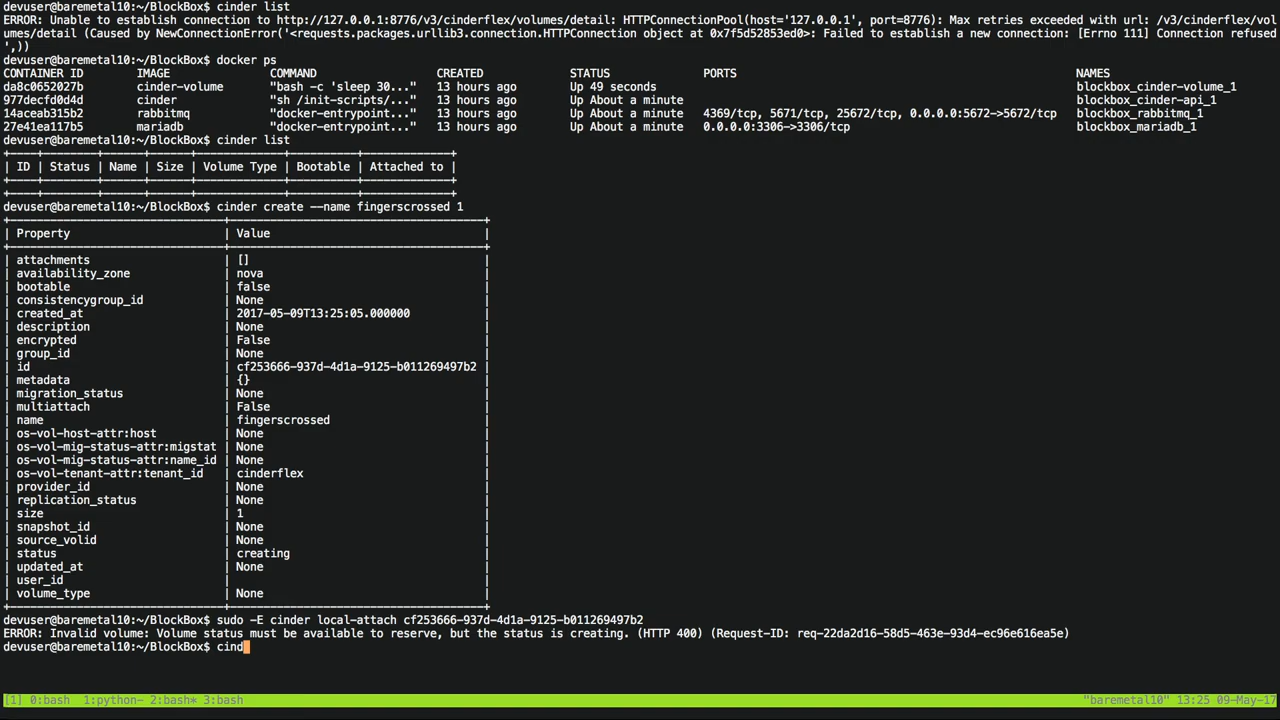 devuser@baremetal10:~/BlockBox$ cinder list
ERROR: Unable to establish connection to http://127.0.0.1:8776/v3/cinderflex/volumes/detail: HTTPConnectionPool(host='127.0.0.1', port=8776): Max retries exceeded with url: /v3/cinderflex/vol
umes/detail (Caused by NewConnectionError('<requests.packages.urllib3.connection.HTTPConnection object at 0x7f5d52853ed0>: Failed to establish a new connection: [Errno 111] Connection refused
',))
devuser@baremetal10:~/BlockBox$ docker ps
CONTAINER ID IMAGE COMMAND CREATED STATUS PORTS NAMES
da8c0652027b cinder-volume "bash -c 'sleep 30..." 13 hours ago Up 49 seconds blockbox_cinder-volume_1
977decfd0d4d cinder "sh /init-scripts/..." 13 hours ago Up About a minute blockbox_cinder-api_1
14aceab315b2 rabbitmq "docker-entrypoint..." 13 hours ago Up About a minute 4369/tcp, 5671/tcp, 25672/tcp, 0.0.0.0:5672->5672/tcp blockbox_rabbitmq_1
27e41ea117b5 mariadb "docker-entrypoint..." 13 hours ago Up About a minute 0.0.0.0:3306->3306/tcp blockbox_mariadb_1
devuser@baremetal10:~/BlockBox$ cinder list
+----+--------+------+------+-------------+----------+-------------+
| ID | Status | Name | Size | Volume Type | Bootable | Attached to |
+----+--------+------+------+-------------+----------+-------------+
+----+--------+------+------+-------------+----------+-------------+
devuser@baremetal10:~/BlockBox$ cinder create --name fingerscrossed 1
+--------------------------------+--------------------------------------+
| Property | Value |
+--------------------------------+--------------------------------------+
| attachments | [] |
| availability_zone | nova |
| bootable | false |
| consistencygroup_id | None |
| created_at | 2017-05-09T13:25:05.000000 |
| description | None |
| encrypted | False |
| group_id | None |
| id | cf253666-937d-4d1a-9125-b011269497b2 |
| metadata | {} |
| migration_status | None |
| multiattach | False |
| name | fingerscrossed |
| os-vol-host-attr:host | None |
| os-vol-mig-status-attr:migstat | None |
| os-vol-mig-status-attr:name_id | None |
| os-vol-tenant-attr:tenant_id | cinderflex |
| provider_id | None |
| replication_status | None |
| size | 1 |
| snapshot_id | None |
| source_volid | None |
| status | creating |
| updated_at | None |
| user_id | |
| volume_type | None |
+--------------------------------+--------------------------------------+
devuser@baremetal10:~/BlockBox$ sudo -E cinder local-attach cf253666-937d-4d1a-9125-b011269497b2
ERROR: Invalid volume: Volume status must be available to reserve, but the status is creating. (HTTP 400) (Request-ID: req-22da2d16-58d5-463e-93d4-ec96e616ea5e)
devuser@baremetal10:~/BlockBox$ cind
[1] 0:bash 1:python- 2:bash* 3:bash "baremetal10" 13:25 09-May-17